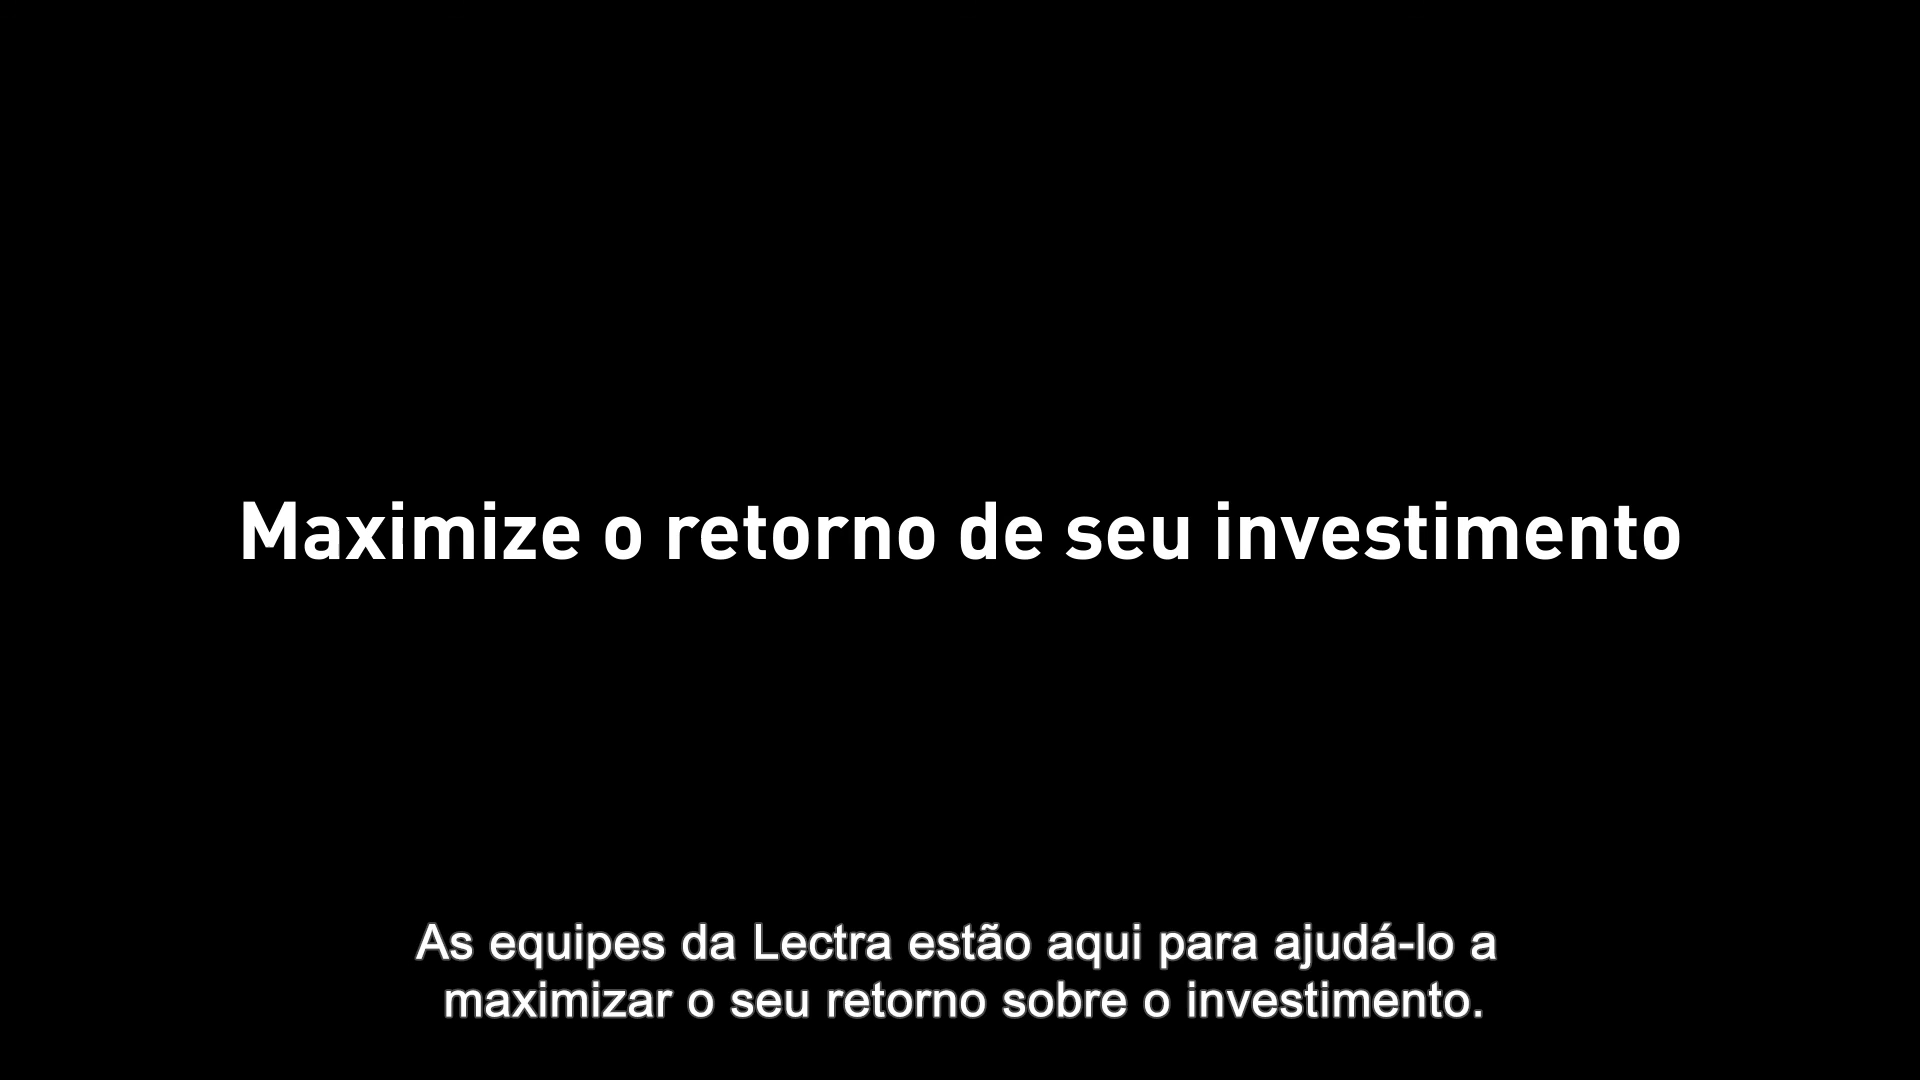 Maximize o retorno de seu investimento
As equipes da Lectra estão aqui para ajudá-lo a
maximizar o seu retorno sobre o investimento.